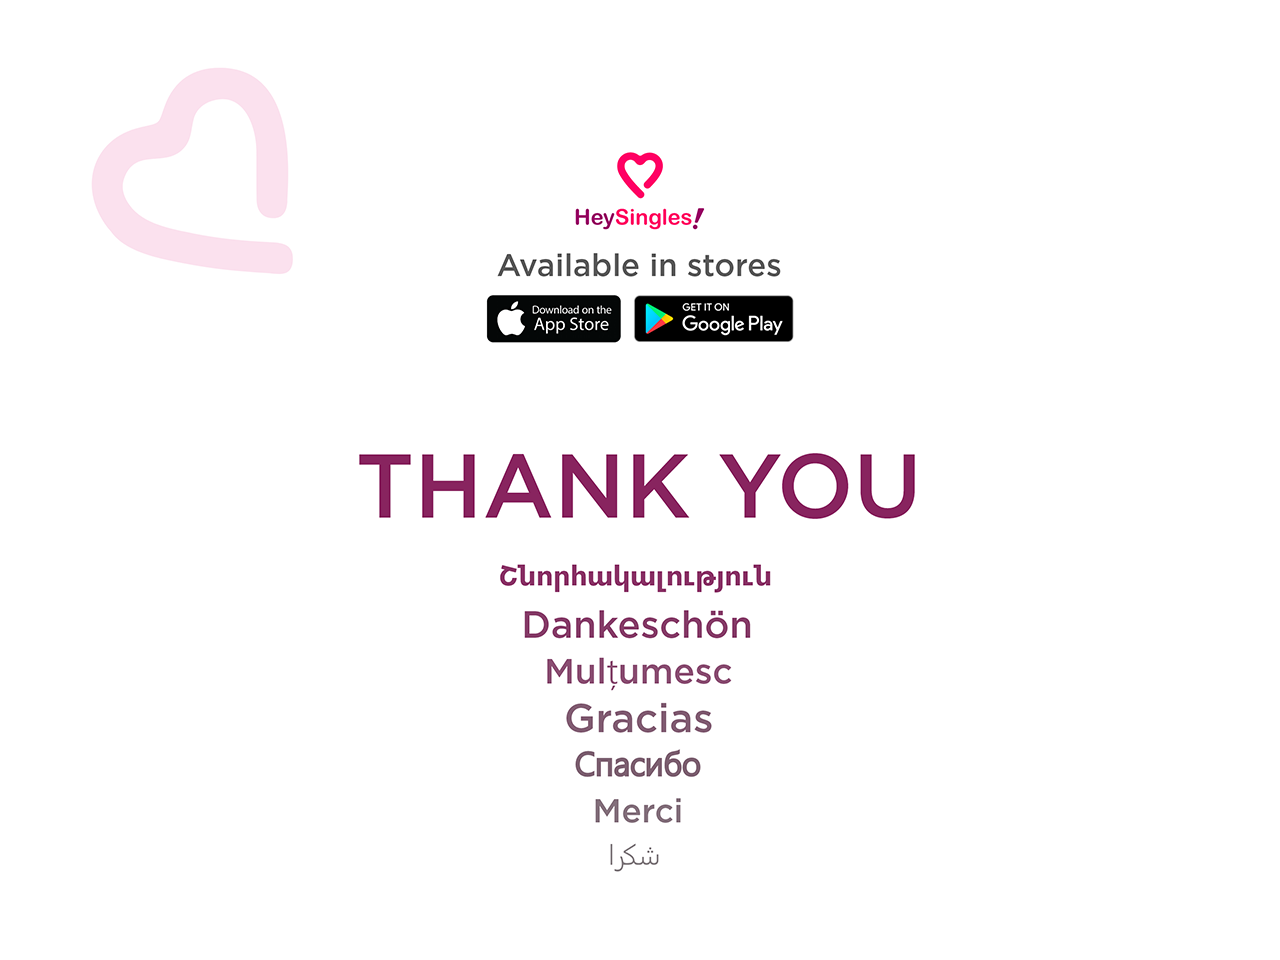 HeySingles!
Available in stores
Download on the
App Store
GET IT ON
Google Play
THANK YOU
Շնորհակալություն
Dankeschön
Mulțumesc
Gracias
Спасибо
Merci
شكرا